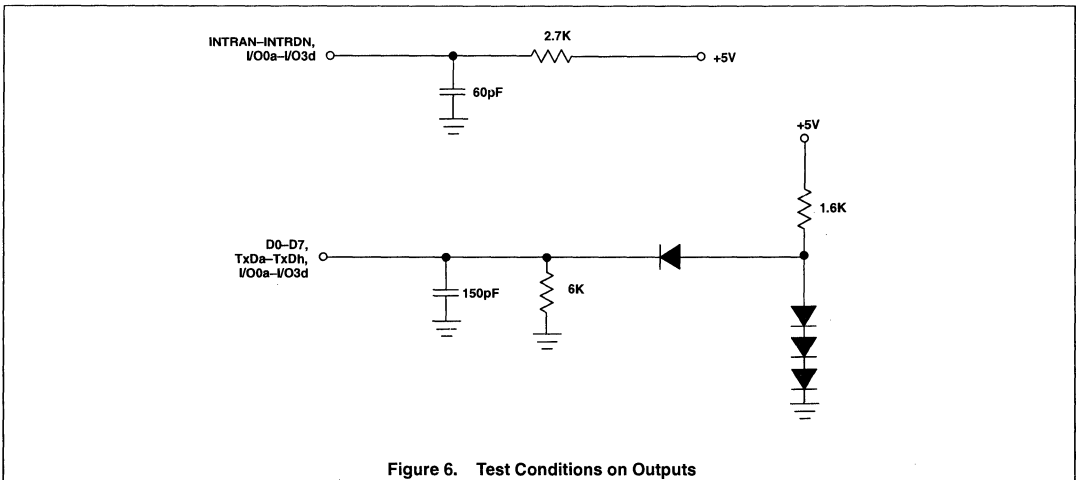 2.7K
INTRAN–INTRDN,
I/O0a–I/O3d
+5V
60pF
+5V
1.6K
D0–D7,
TxDa–TxDh,
I/O0a–I/O3d
150pF
6K
Figure 6. Test Conditions on Outputs